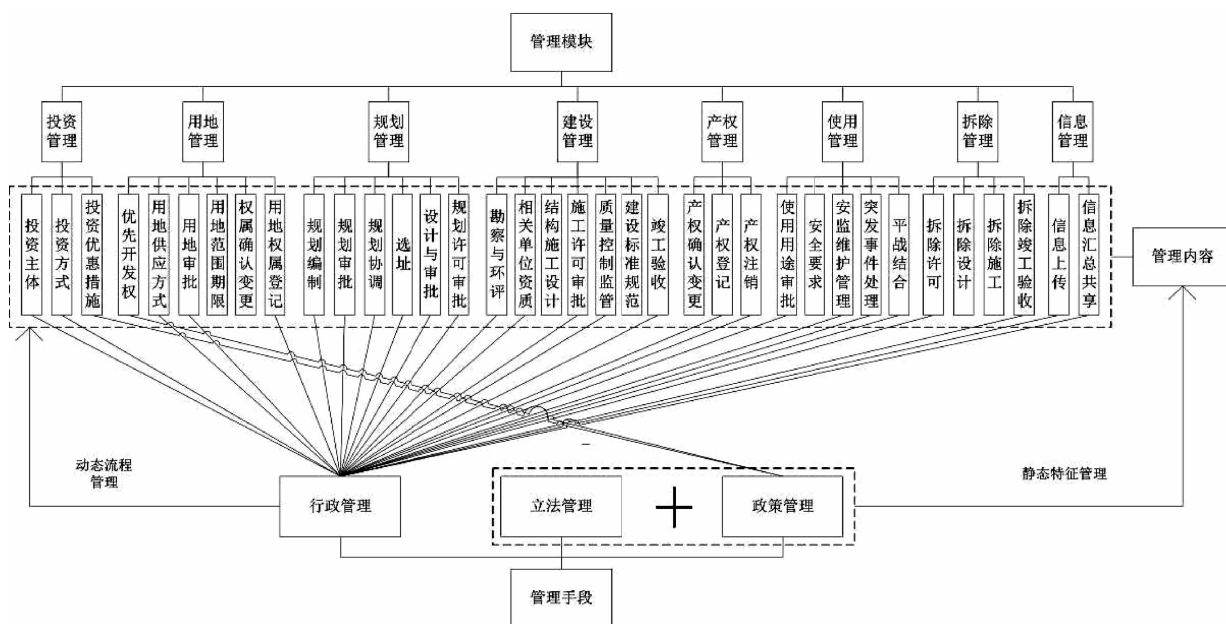 管理模块
投资
管理
用地
管理
规划
管理
建设
管理
产权
管理
使用
管理
拆除
管理
信息
管理
投资主体
投资方式
投资优惠措施
优先开发权
用地供应方式
用地审批
用地范围期限
权属确认变更
用地权属登记
规划编制
规划审批
规划协调
选址
设计与审批
规划许可审批
勘察与环评
相关单位资质
结构施工设计
施工许可审批
质量控制监管
建设标准规范
竣工验收
产权确认变更
产权登记
产权注销
使用用途审批
安全要求
安监维护管理
突发事件处理
平战结合
拆除许可
拆除设计
拆除施工
拆除竣工验收
信息上传
信息汇总共享
管理内容
动态流程
管理
静态特征管理
行政管理
立法管理
+
政策管理
管理手段